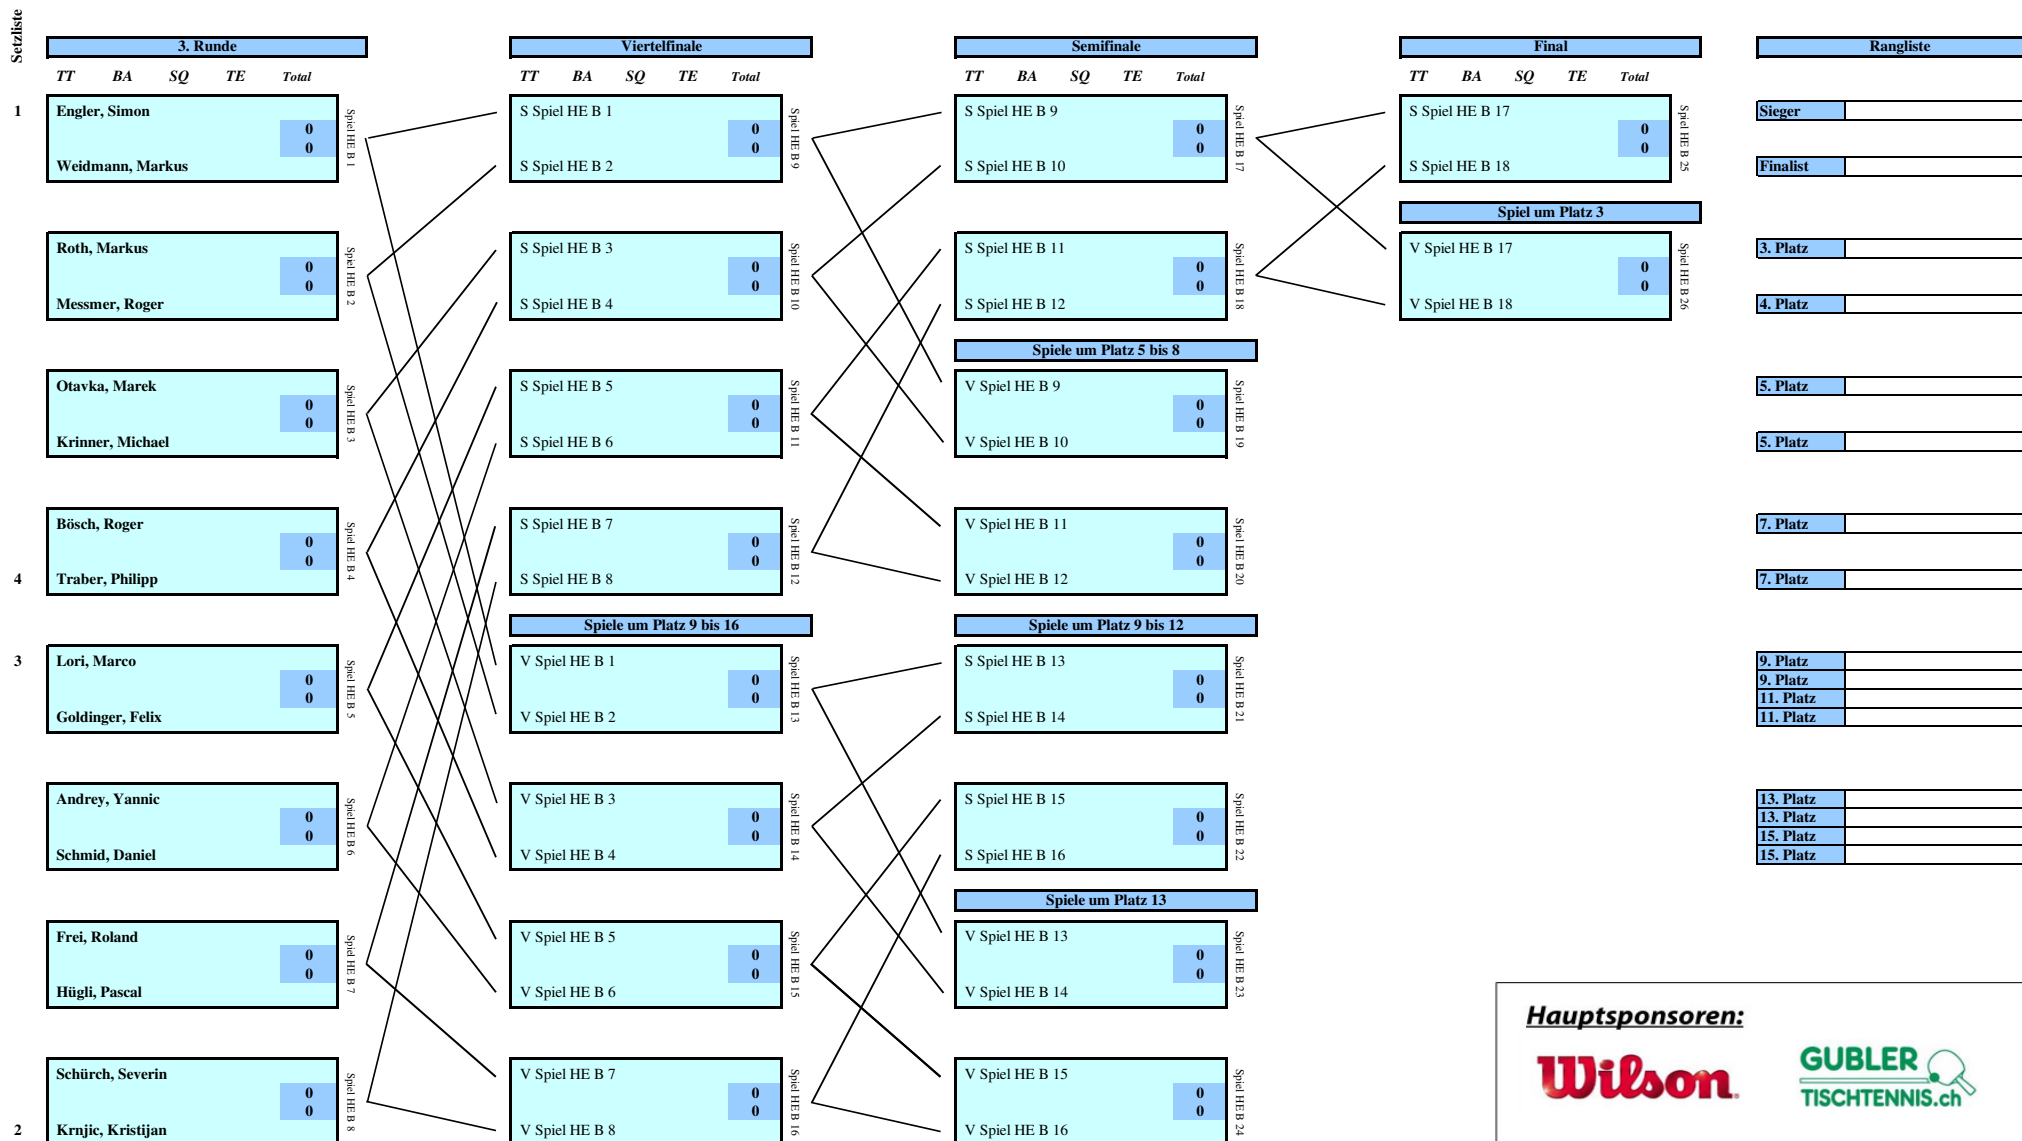 Setzliste
3. Runde
TT BA SQ TE Total
1
Engler, Simon
0
0
Weidmann, Markus
Spiel HE B 1
Roth, Markus
0
0
Messmer, Roger
Spiel HE B 2
Otavka, Marek
0
0
Krinner, Michael
Spiel HE B 3
Bösch, Roger
0
0
4
Traber, Philipp
Spiel HE B 4
3
Lori, Marco
0
0
Goldinger, Felix
Spiel HE B 5
Andrey, Yannic
0
0
Schmid, Daniel
Spiel HE B 6
Frei, Roland
0
0
Hügli, Pascal
Spiel HE B 7
Schürch, Severin
0
0
2
Krnjic, Kristijan
Spiel HE B 8
Viertelfinale
TT BA SQ TE Total
S Spiel HE B 1
0
0
S Spiel HE B 2
Spiel HE B 9
S Spiel HE B 3
0
0
S Spiel HE B 4
Spiel HE B 10
S Spiel HE B 5
0
0
S Spiel HE B 6
Spiel HE B 11
S Spiel HE B 7
0
0
S Spiel HE B 8
Spiel HE B 12
Spiele um Platz 9 bis 16
V Spiel HE B 1
0
0
V Spiel HE B 2
Spiel HE B 13
V Spiel HE B 3
0
0
V Spiel HE B 4
Spiel HE B 14
V Spiel HE B 5
0
0
V Spiel HE B 6
Spiel HE B 15
V Spiel HE B 7
0
0
V Spiel HE B 8
Spiel HE B 16
Semifinale
TT BA SQ TE Total
S Spiel HE B 9
0
0
S Spiel HE B 10
Spiel HE B 17
S Spiel HE B 11
0
0
S Spiel HE B 12
Spiel HE B 18
Spiele um Platz 5 bis 8
V Spiel HE B 9
0
0
V Spiel HE B 10
Spiel HE B 19
V Spiel HE B 11
0
0
V Spiel HE B 12
Spiel HE B 20
Spiele um Platz 9 bis 12
S Spiel HE B 13
0
0
S Spiel HE B 14
Spiel HE B 21
S Spiel HE B 15
0
0
S Spiel HE B 16
Spiel HE B 22
Spiele um Platz 13
V Spiel HE B 13
0
0
V Spiel HE B 14
Spiel HE B 23
V Spiel HE B 15
0
0
V Spiel HE B 16
Spiel HE B 24
Final
TT BA SQ TE Total
S Spiel HE B 17
0
0
S Spiel HE B 18
Spiel HE B 25
Spiel um Platz 3
V Spiel HE B 17
0
0
V Spiel HE B 18
Spiel HE B 26
Rangliste
Sieger
Finalist
3. Platz
4. Platz
5. Platz
5. Platz
7. Platz
7. Platz
9. Platz
9. Platz
11. Platz
11. Platz
13. Platz
13. Platz
15. Platz
15. Platz
Hauptsponsoren:
Wilson
GUBLER
TISCHTENNIS.ch